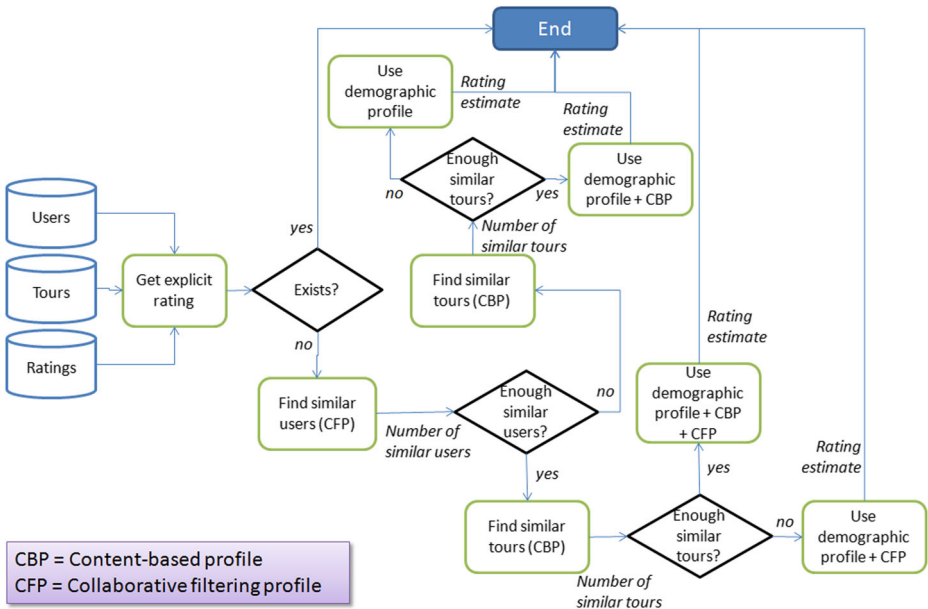 End
Use
demographic
profile
Rating
estimate
Rating
estimate
Enough
similar
tours?
no
yes
Use
demographic
profile + CBP
Number of
similar tours
Users
Tours
Ratings
Get explicit
rating
yes
Exists?
no
Find similar
tours (CBP)
Find similar
users (CFP)
Number of
similar users
Enough
similar
users?
no
yes
Rating
estimate
Use
demographic
profile + CBP
+ CFP
yes
Find similar
tours (CBP)
Number of
similar tours
Enough
similar
tours?
no
Rating
estimate
Use
demographic
profile + CFP
CBP = Content-based profile
CFP = Collaborative filtering profile